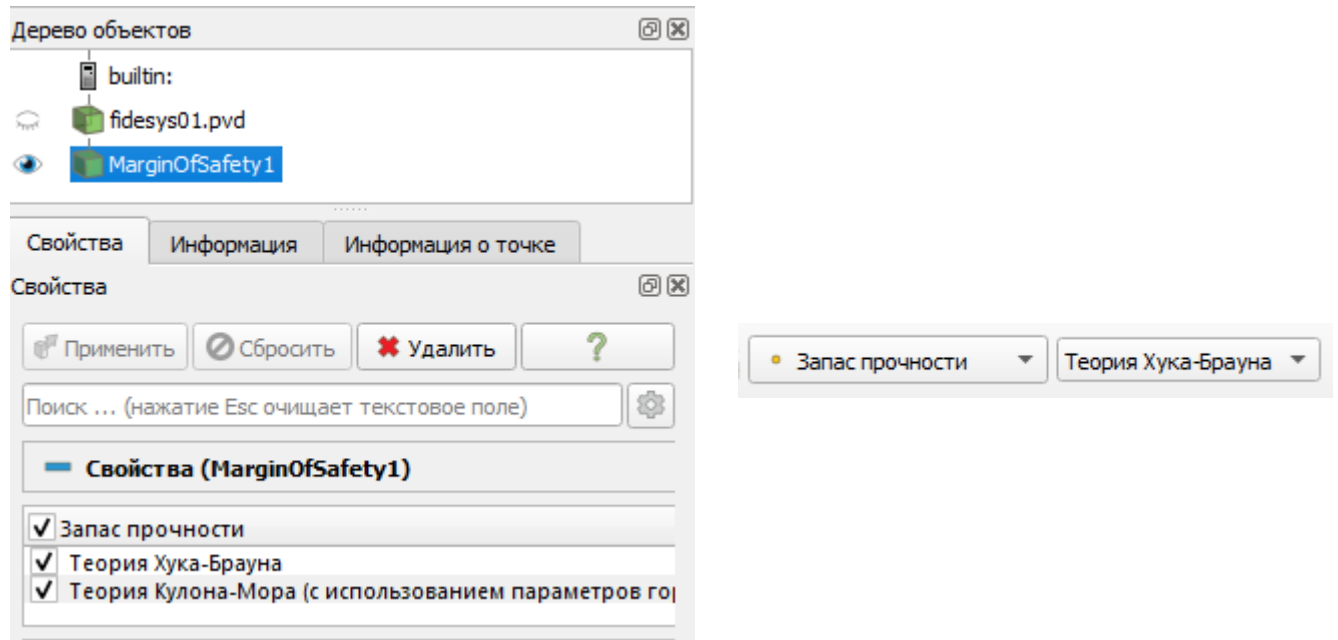 Дерево объектов
builtin:
fidesys01.pvd
MarginOfSafety1
Свойства
Информация
Информация о точке
Свойства
Применить
Сбросить
Удалить
?
Поиск ... (нажатие Esc очищает текстовое поле)
Свойства (MarginOfSafety1)
Запас прочности
Теория Хука-Брауна
Теория Кулона-Мора (с использованием параметров
Запас прочности
Теория Хука-Брауна